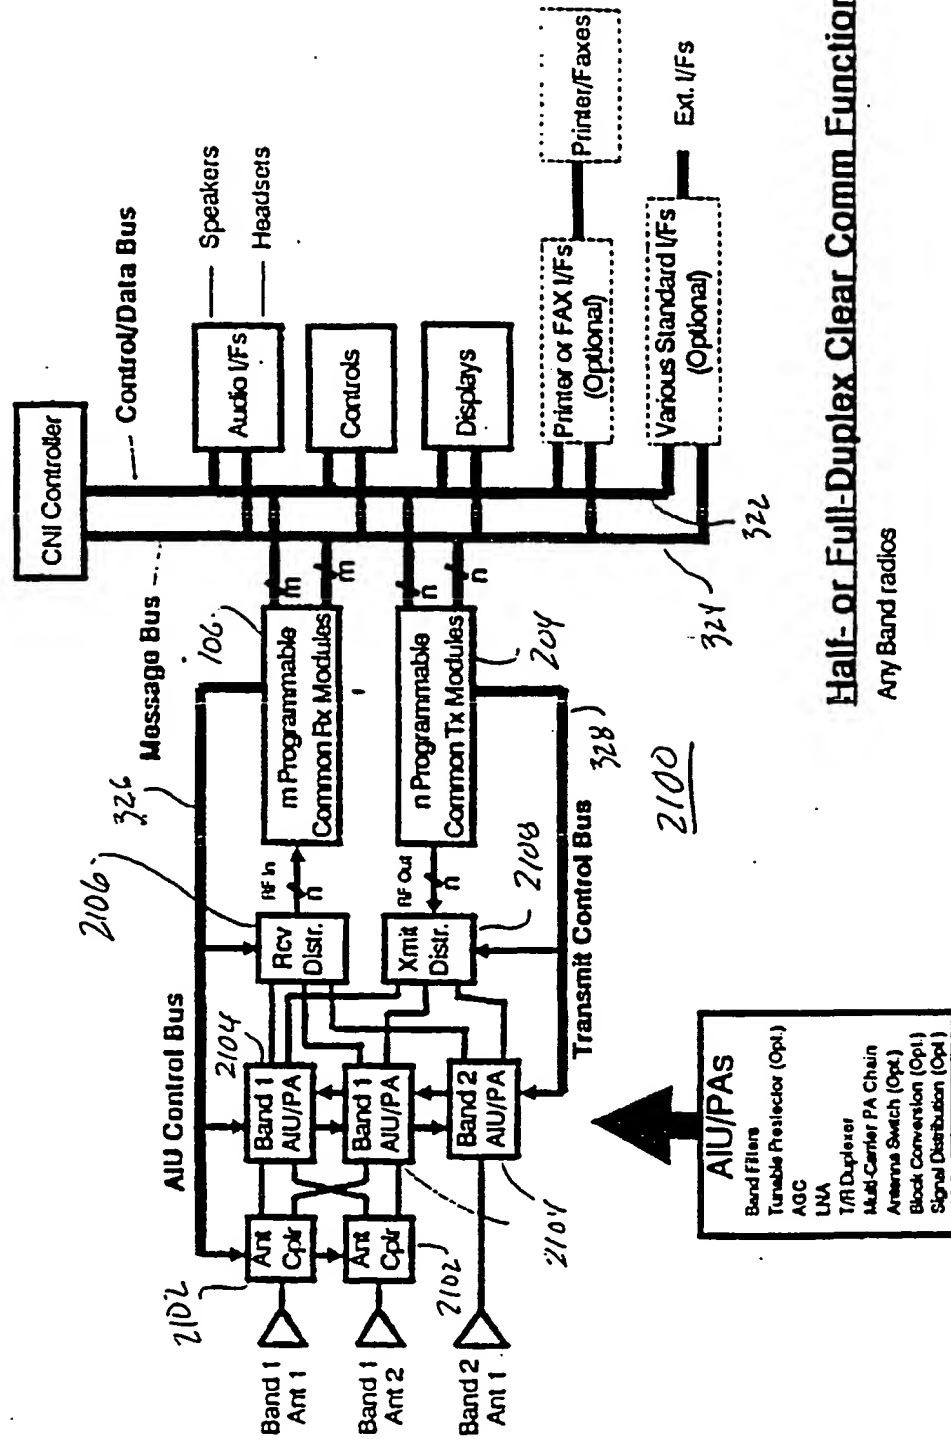 CNI Controller
Control/Data Bus
Message Bus
Speakers
Headsets
Audio I/Fs
Controls
Displays
Printer or FAX I/Fs
(Optional)
Printer/Faxes
Various Standard I/Fs
(Optional)
Ext. I/Fs
322
324
326
106
m Programmable
Common Rx Modules
m
m
n Programmable
Common Tx Modules
n
n
204
328
2106
RF In
n
Rcv
Distr.
RF Out
n
Xmit
Distr.
2108
Transmit Control Bus
2100
AIU Control Bus
2104
Band 1
AIU/PA
Band 1
AIU/PA
Band 2
AIU/PA
2104
Ant
Cplr
Ant
Cplr
2102
2102
Band 1
Ant 1
Band 1
Ant 2
Band 2
Ant 1
AIU/PAs
Band Filters
Tunable Preselector (Opt.)
AGC
LNA
T/R Duplexer
Multi-Carrier PA Chain
Antenna Switch (Opt.)
Block Conversion (Opt.)
Signal Distribution (Opt.)
Half- or Full-Duplex Clear Comm Function
Any Band radios